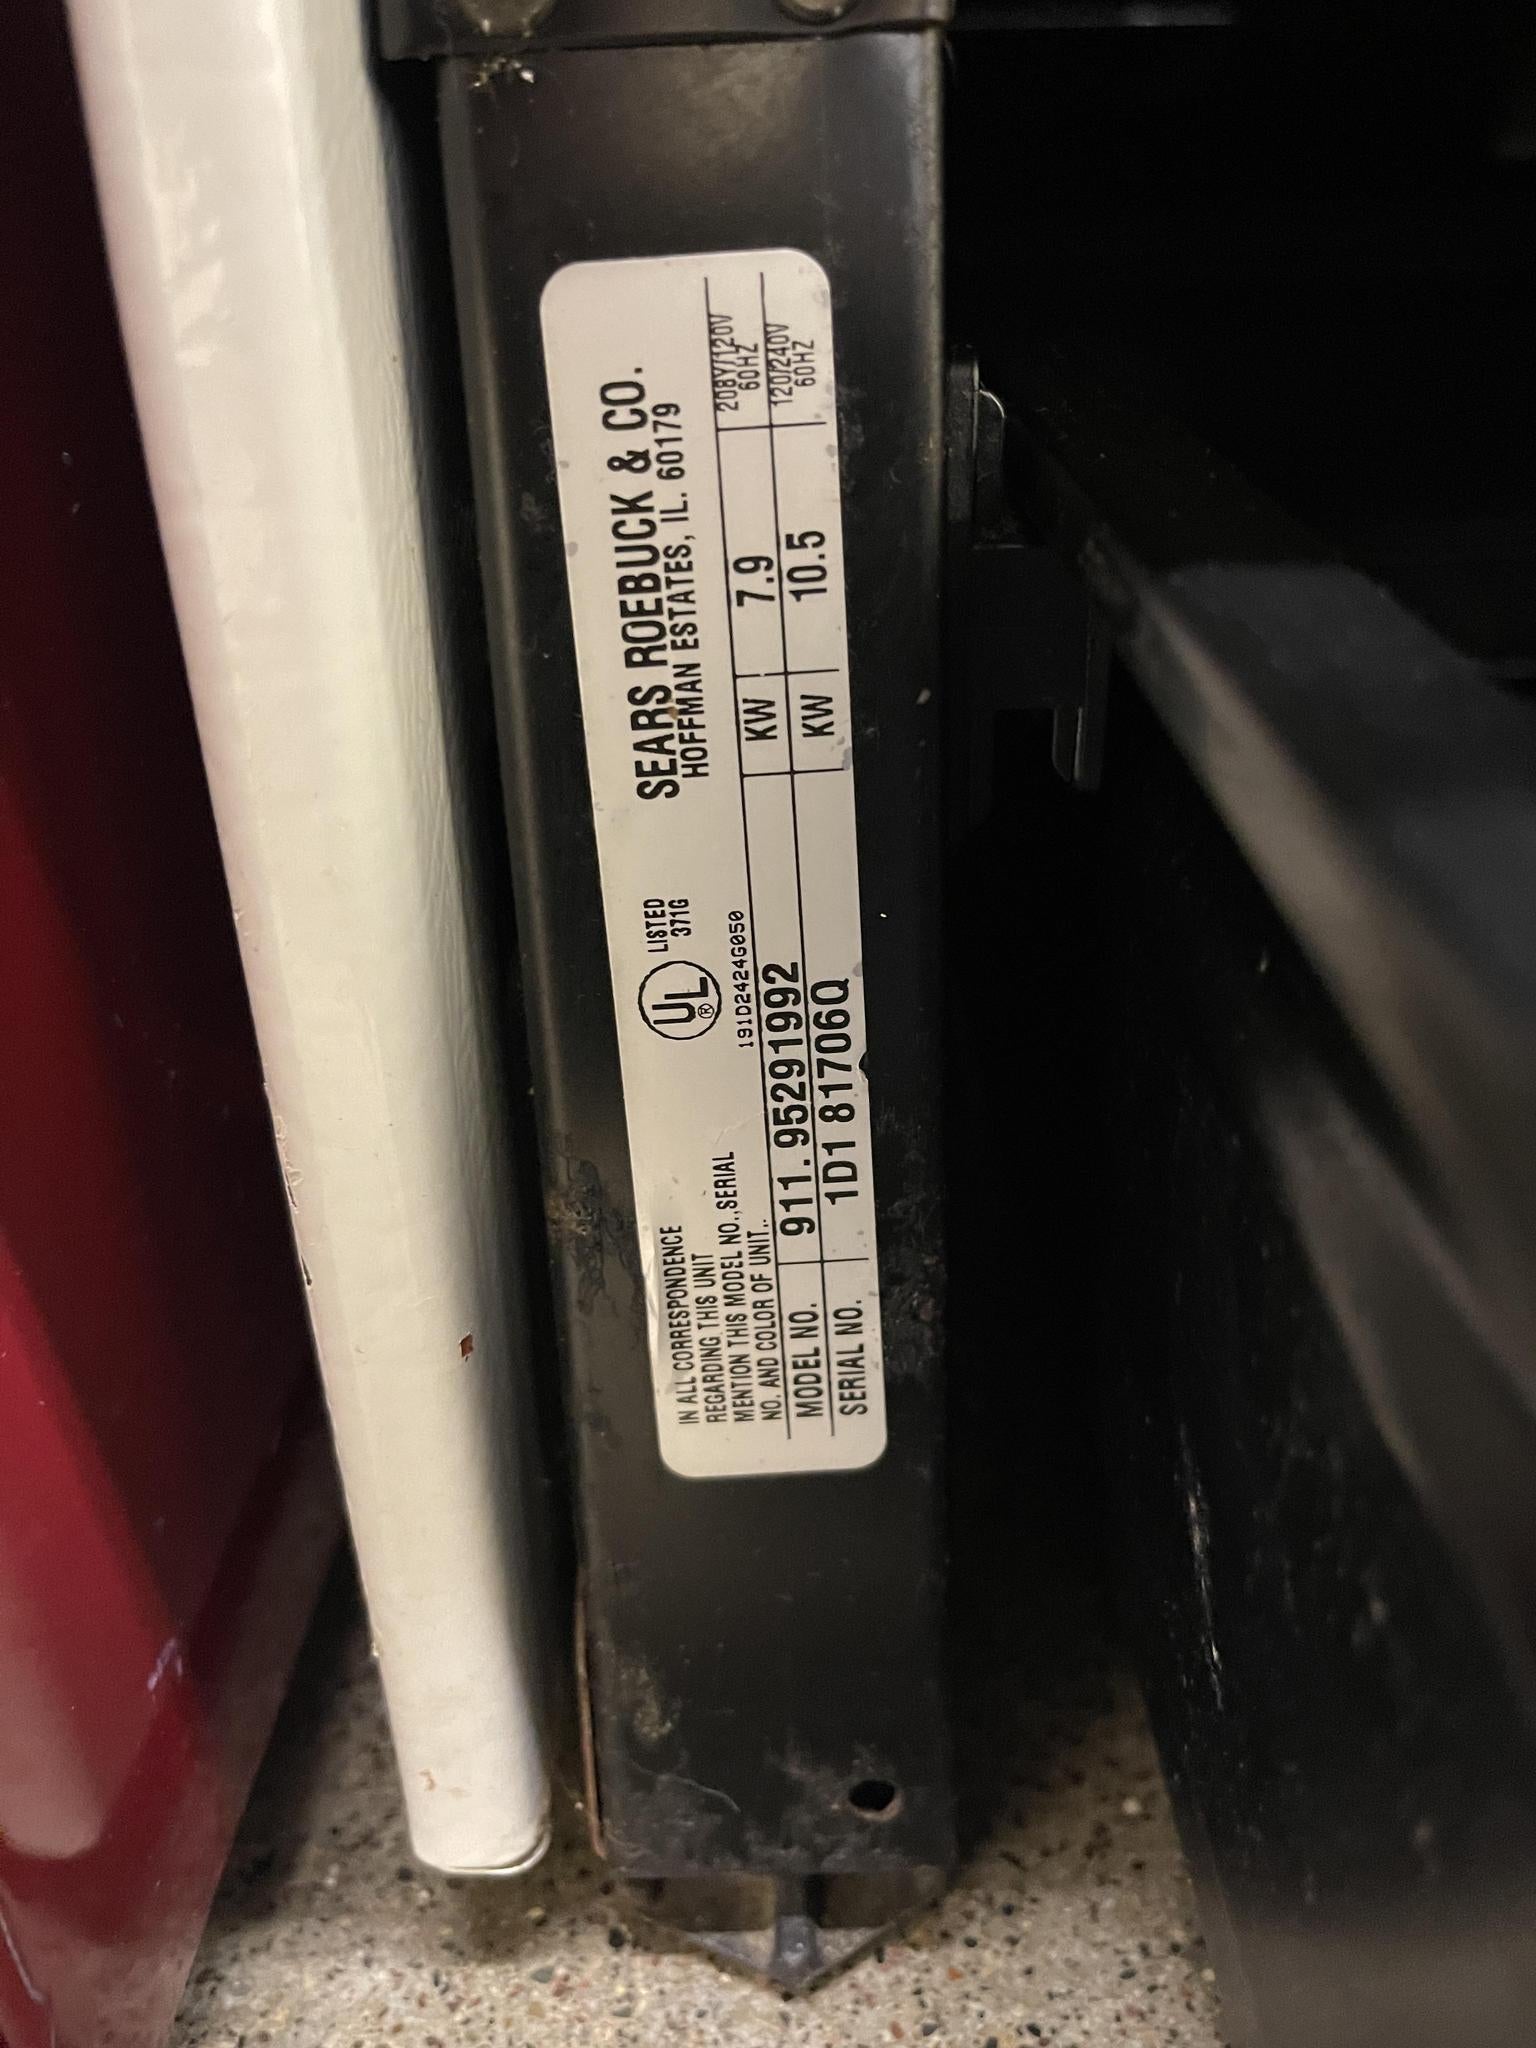 SEARS ROEBUCK & CO.
HOFFMAN ESTATES, IL. 60179
UL®
LISTED
371G
191D2424G050
IN ALL CORRESPONDENCE
REGARDING THIS UNIT
MENTION THIS MODEL NO.,SERIAL
NO. AND COLOR OF UNIT..
MODEL NO. 911.95291992 KW 7.9 208Y/120V 60HZ
SERIAL NO. 1D1 81706Q KW 10.5 120/240V 60HZ